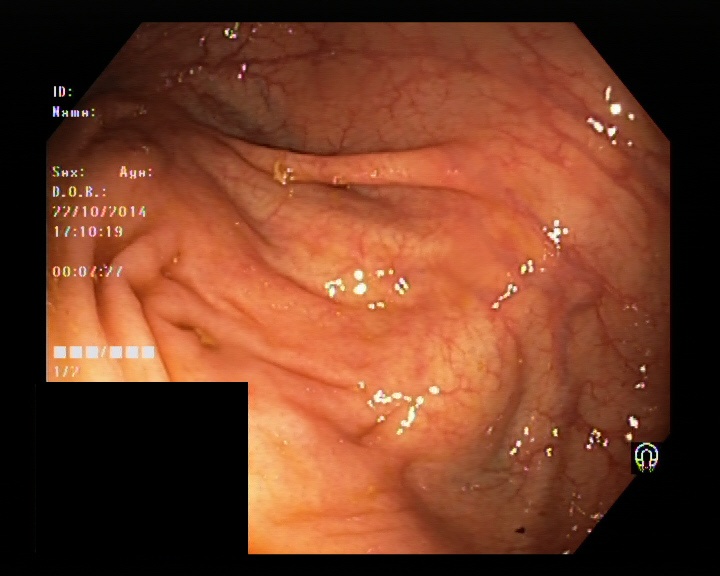 ID:
Name:
Sex: Age:
D.O.B.:
22/10/2014
17:10:19
00:07:27
■■■/■■■
1/2